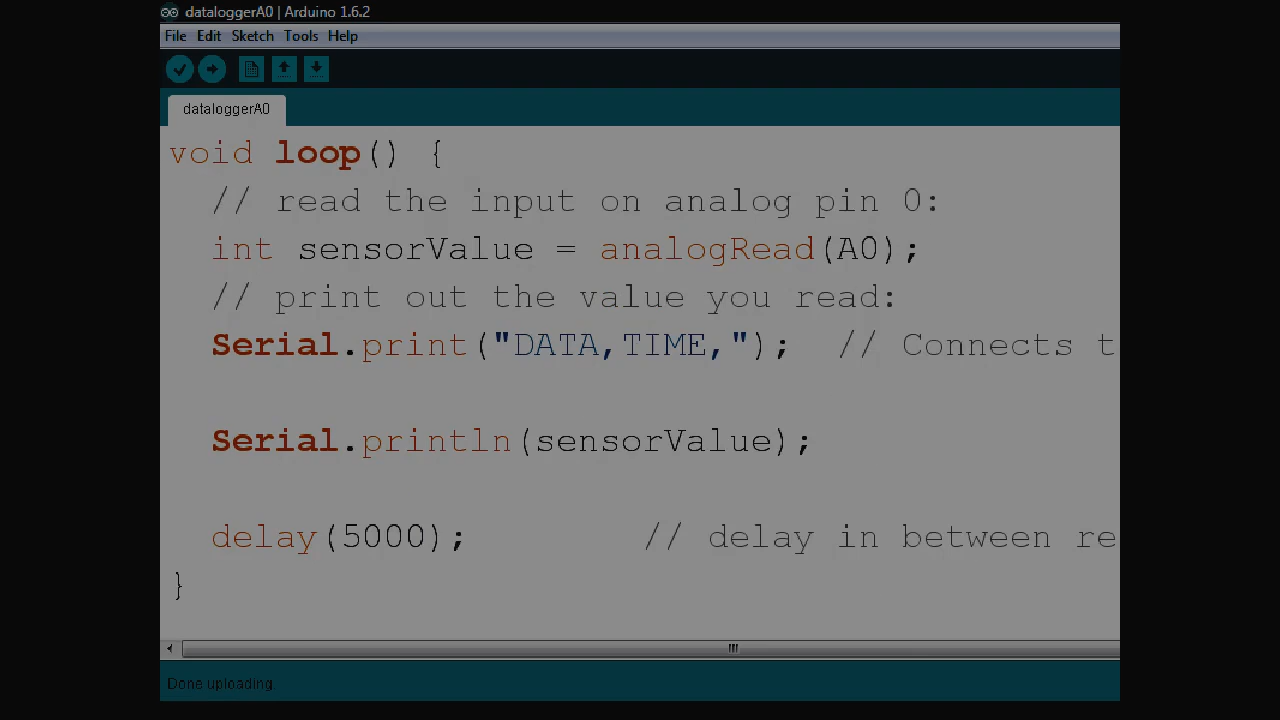 dataloggerA0 | Arduino 1.6.2
File Edit Sketch Tools Help
dataloggerA0
void loop() {
// read the input on analog pin 0:
int sensorValue = analogRead(A0);
// print out the value you read:
Serial.print("DATA,TIME,"); // Connects t
Serial.println(sensorValue);
delay(5000); // delay in between re
}
Done uploading.